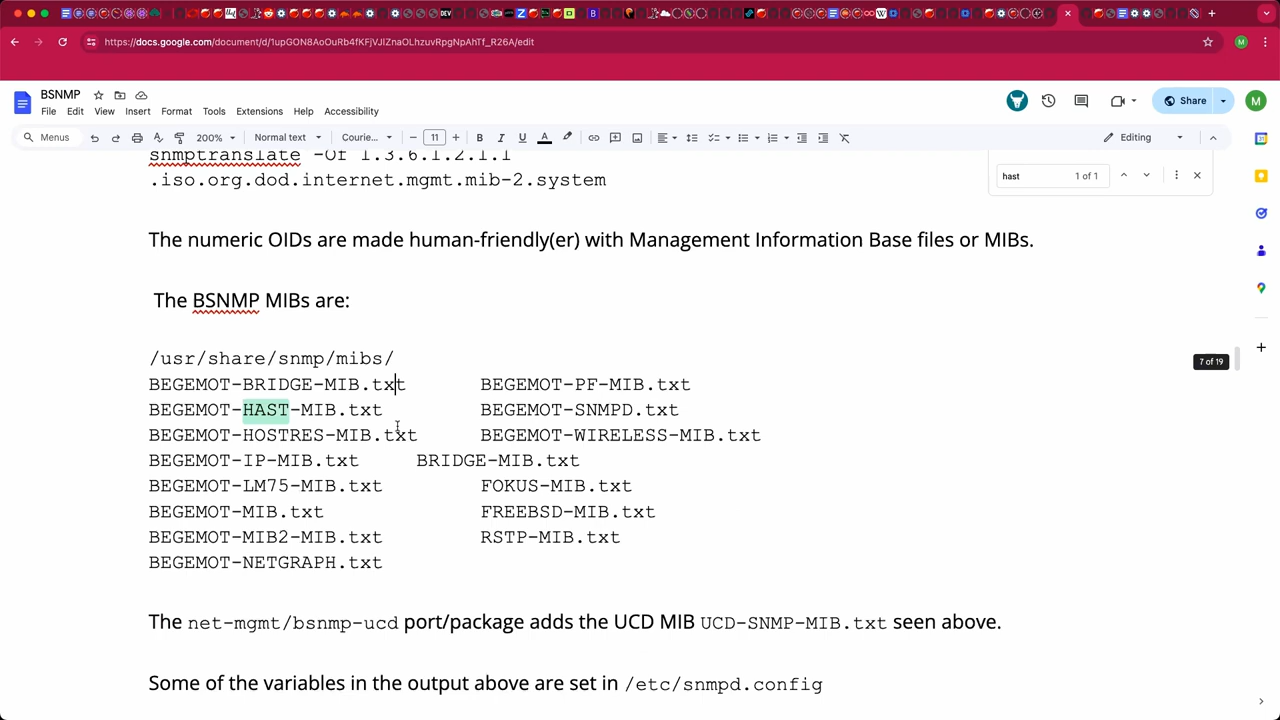 https://docs.google.com/document/d/1upGON8AoOuRb4fKFjVJIZnaOLhzuvRpgNpAhTf_R26A/edit
BSNMP
File Edit View Insert Format Tools Extensions Help Accessibility
Share
M
Menus 200% Normal text Courie... 11 Editing
snmptranslate -Of 1.3.6.1.2.1.1
hast 1 of 1
.iso.org.dod.internet.mgmt.mib-2.system
The numeric OIDs are made human-friendly(er) with Management Information Base files or MIBs.
The BSNMP MIBs are:
/usr/share/snmp/mibs/
7 of 19
BEGEMOT-BRIDGE-MIB.txt BEGEMOT-PF-MIB.txt
BEGEMOT-HAST-MIB.txt BEGEMOT-SNMPD.txt
BEGEMOT-HOSTRES-MIB.txt BEGEMOT-WIRELESS-MIB.txt
BEGEMOT-IP-MIB.txt BRIDGE-MIB.txt
BEGEMOT-LM75-MIB.txt FOKUS-MIB.txt
BEGEMOT-MIB.txt FREEBSD-MIB.txt
BEGEMOT-MIB2-MIB.txt RSTP-MIB.txt
BEGEMOT-NETGRAPH.txt
The net-mgmt/bsnmp-ucd port/package adds the UCD MIB UCD-SNMP-MIB.txt seen above.
Some of the variables in the output above are set in /etc/snmpd.config